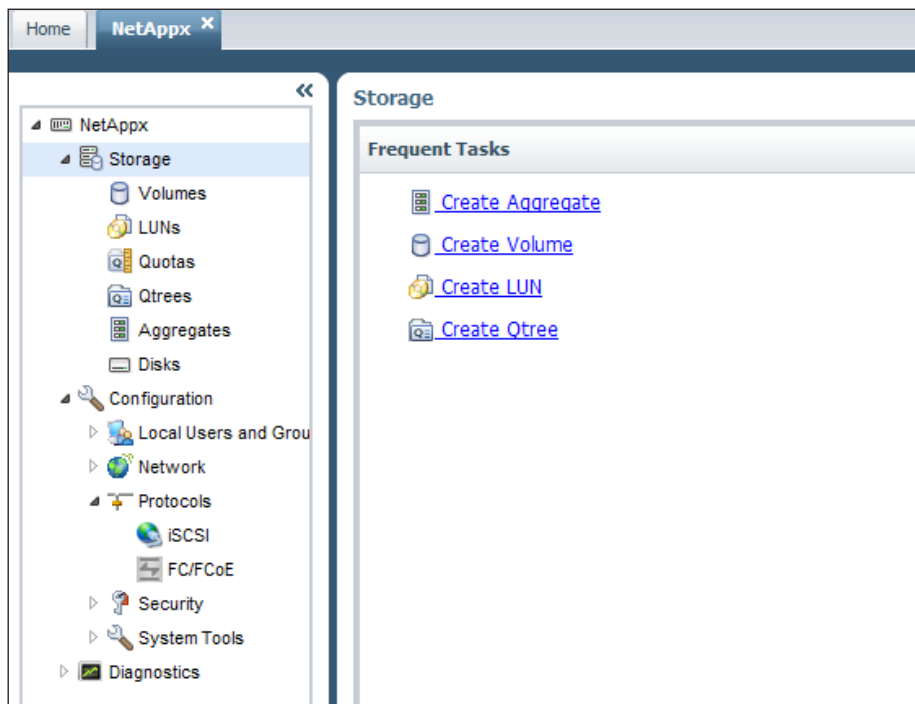 Home
NetAppx
Storage
Frequent Tasks
Create Aggregate
Create Volume
Create LUN
Create Qtree
NetAppx
Storage
Volumes
LUNs
Quotas
Qtrees
Aggregates
Disks
Configuration
Local Users and Grou
Network
Protocols
iSCSI
FC/FCoE
Security
System Tools
Diagnostics